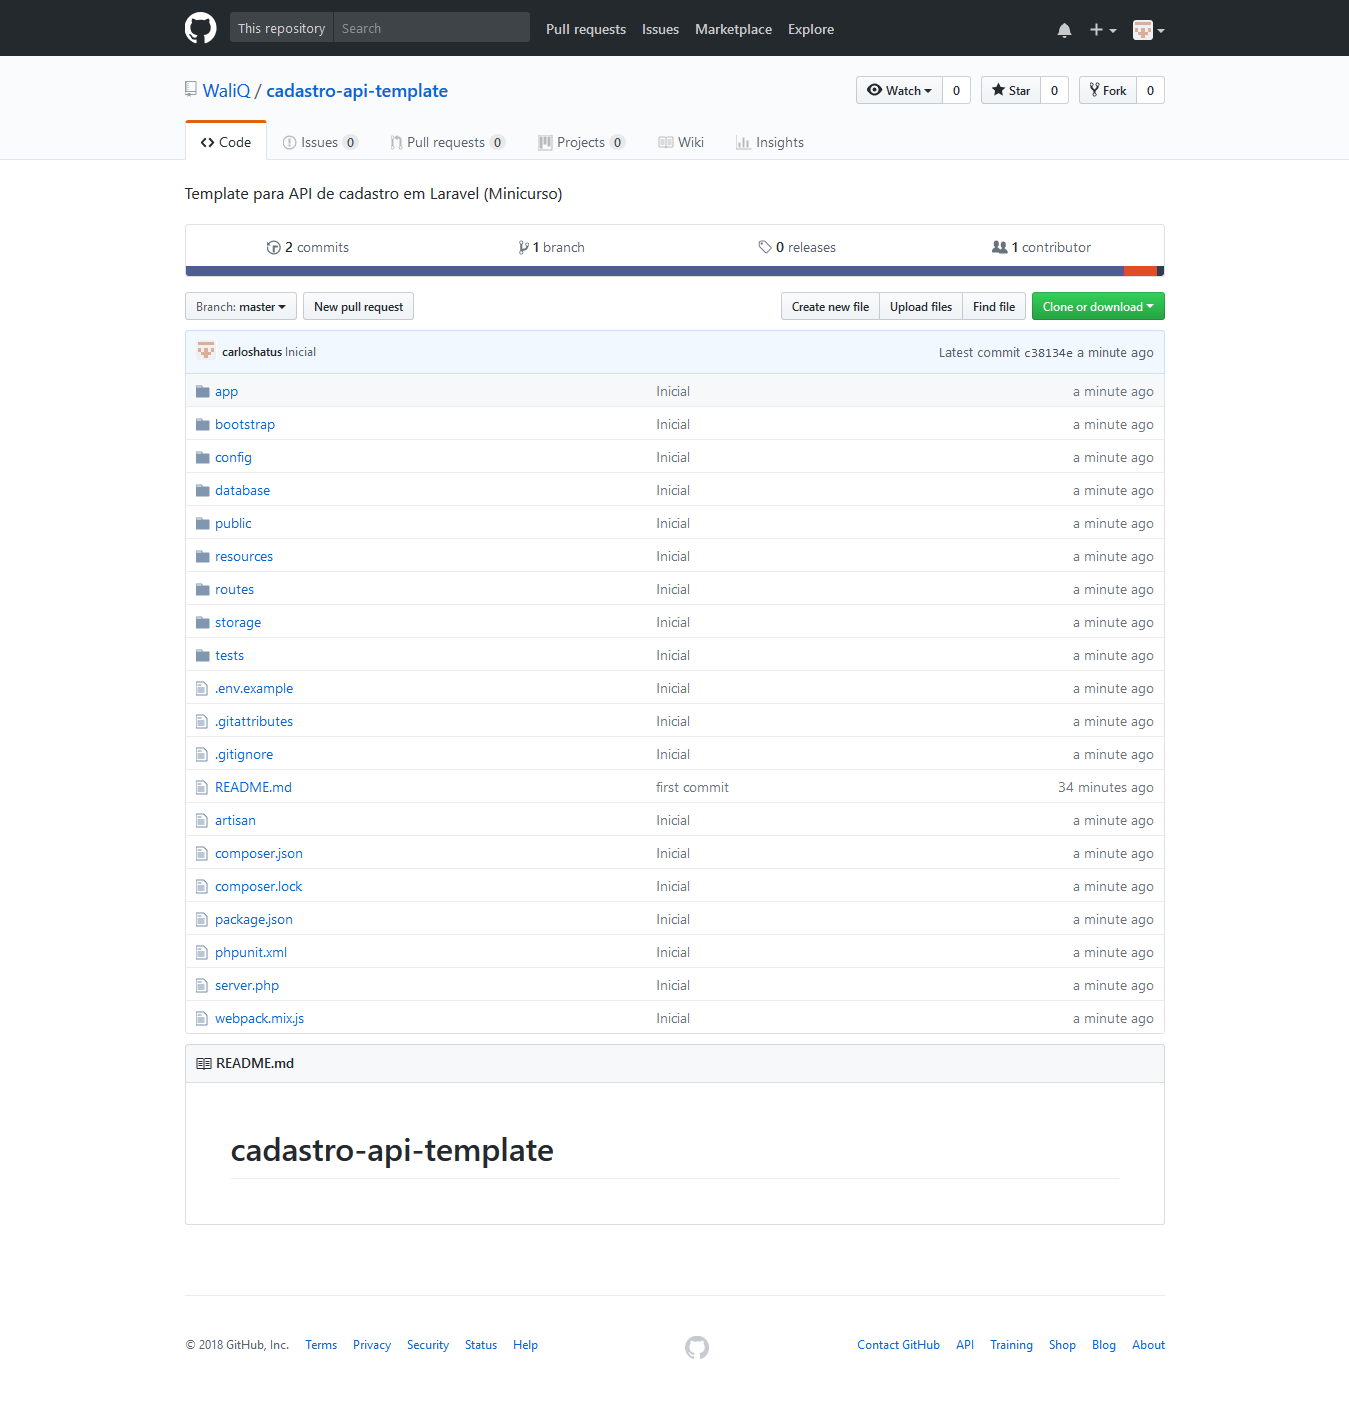 This repository Search Pull requests Issues Marketplace Explore
WaliQ / cadastro-api-template Watch 0 Star 0 Fork 0
Code Issues 0 Pull requests 0 Projects 0 Wiki Insights
Template para API de cadastro em Laravel (Minicurso)
2 commits 1 branch 0 releases 1 contributor
Branch: master New pull request Create new file Upload files Find file Clone or download
carloshatus Inicial Latest commit c38134e a minute ago
app Inicial a minute ago
bootstrap Inicial a minute ago
config Inicial a minute ago
database Inicial a minute ago
public Inicial a minute ago
resources Inicial a minute ago
routes Inicial a minute ago
storage Inicial a minute ago
tests Inicial a minute ago
.env.example Inicial a minute ago
.gitattributes Inicial a minute ago
.gitignore Inicial a minute ago
README.md first commit 34 minutes ago
artisan Inicial a minute ago
composer.json Inicial a minute ago
composer.lock Inicial a minute ago
package.json Inicial a minute ago
phpunit.xml Inicial a minute ago
server.php Inicial a minute ago
webpack.mix.js Inicial a minute ago
README.md
cadastro-api-template
© 2018 GitHub, Inc. Terms Privacy Security Status Help Contact GitHub API Training Shop Blog About